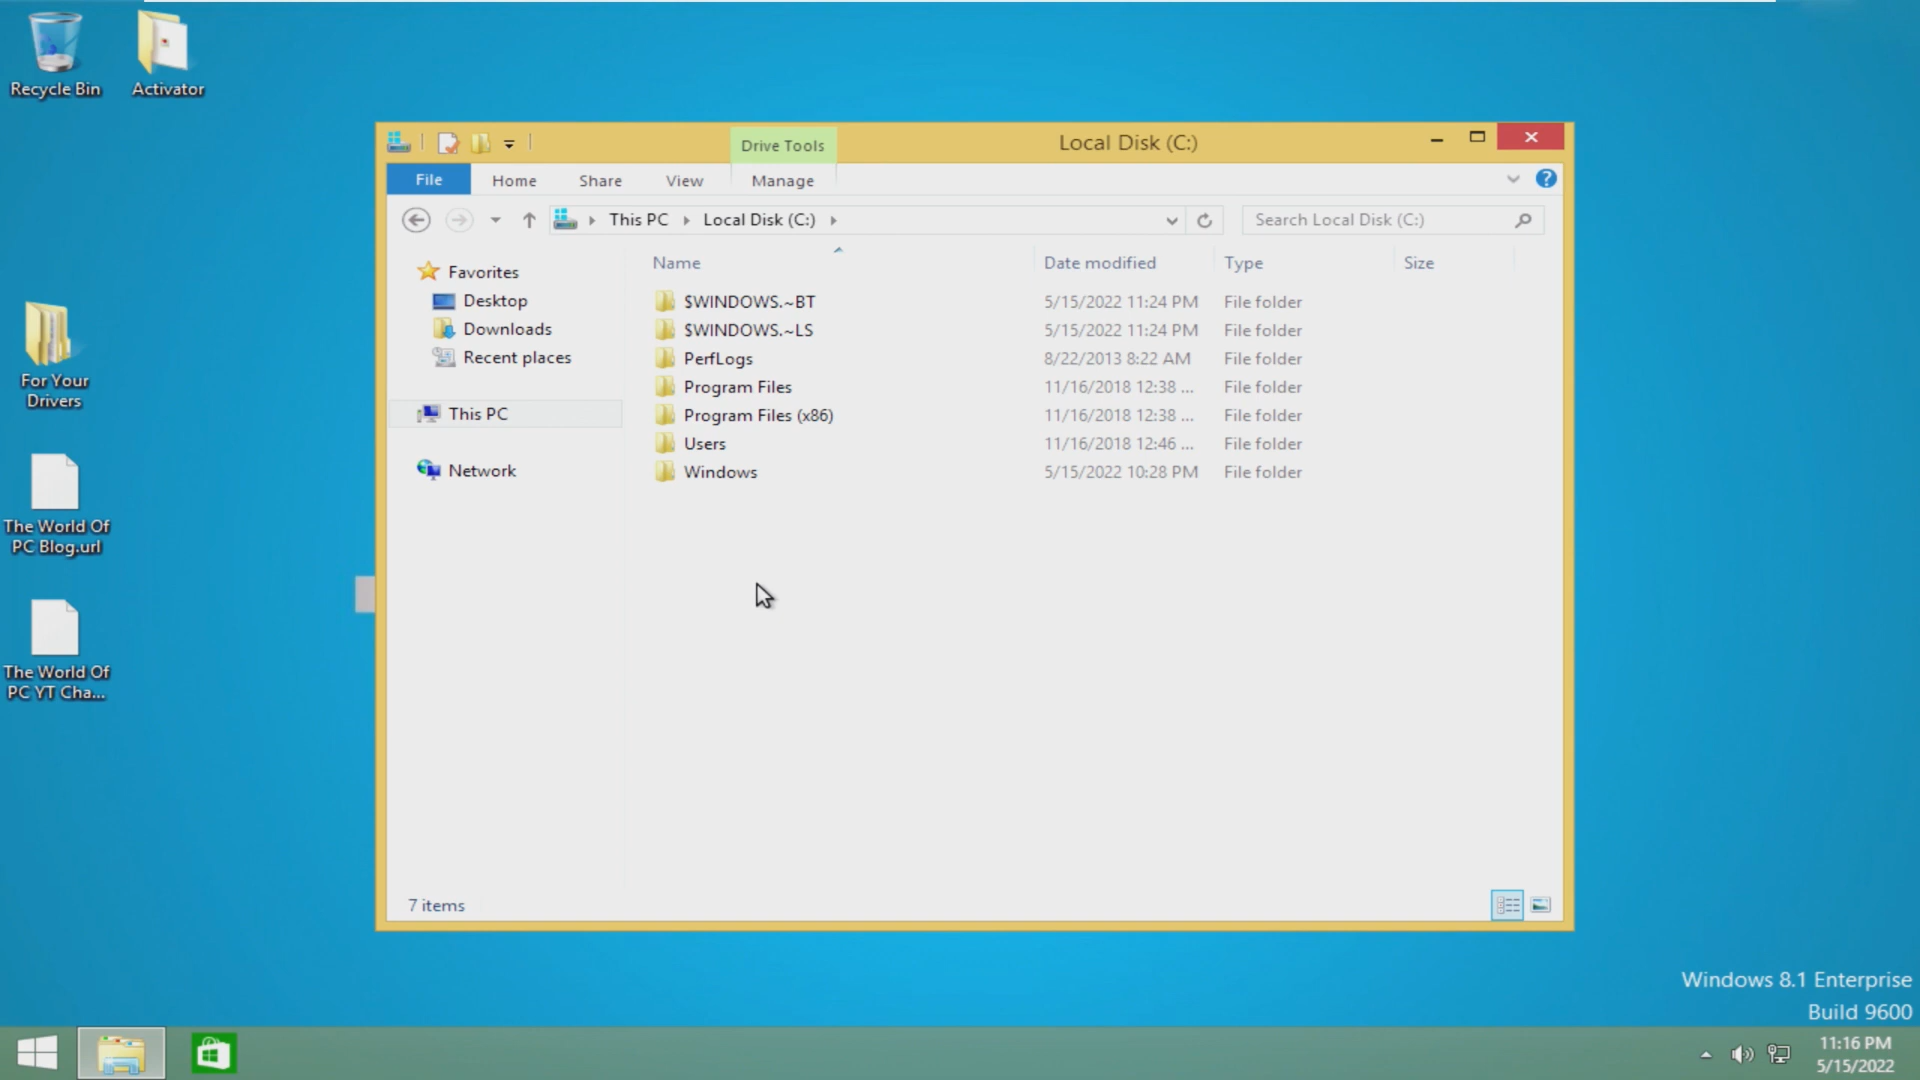 Recycle Bin
Activator
For Your
Drivers
The World Of
PC Blog.url
The World Of
PC YT Cha...
Drive Tools
Local Disk (C:)
File
Home
Share
View
Manage
This PC
Local Disk (C:)
Search Local Disk (C:)
Favorites
Desktop
Downloads
Recent places
This PC
Network
Name Date modified Type Size
$WINDOWS.~BT 5/15/2022 11:24 PM File folder
$WINDOWS.~LS 5/15/2022 11:24 PM File folder
PerfLogs 8/22/2013 8:22 AM File folder
Program Files 11/16/2018 12:38 ... File folder
Program Files (x86) 11/16/2018 12:38 ... File folder
Users 11/16/2018 12:46 ... File folder
Windows 5/15/2022 10:28 PM File folder
7 items
Windows 8.1 Enterprise
Build 9600
11:16 PM
5/15/2022